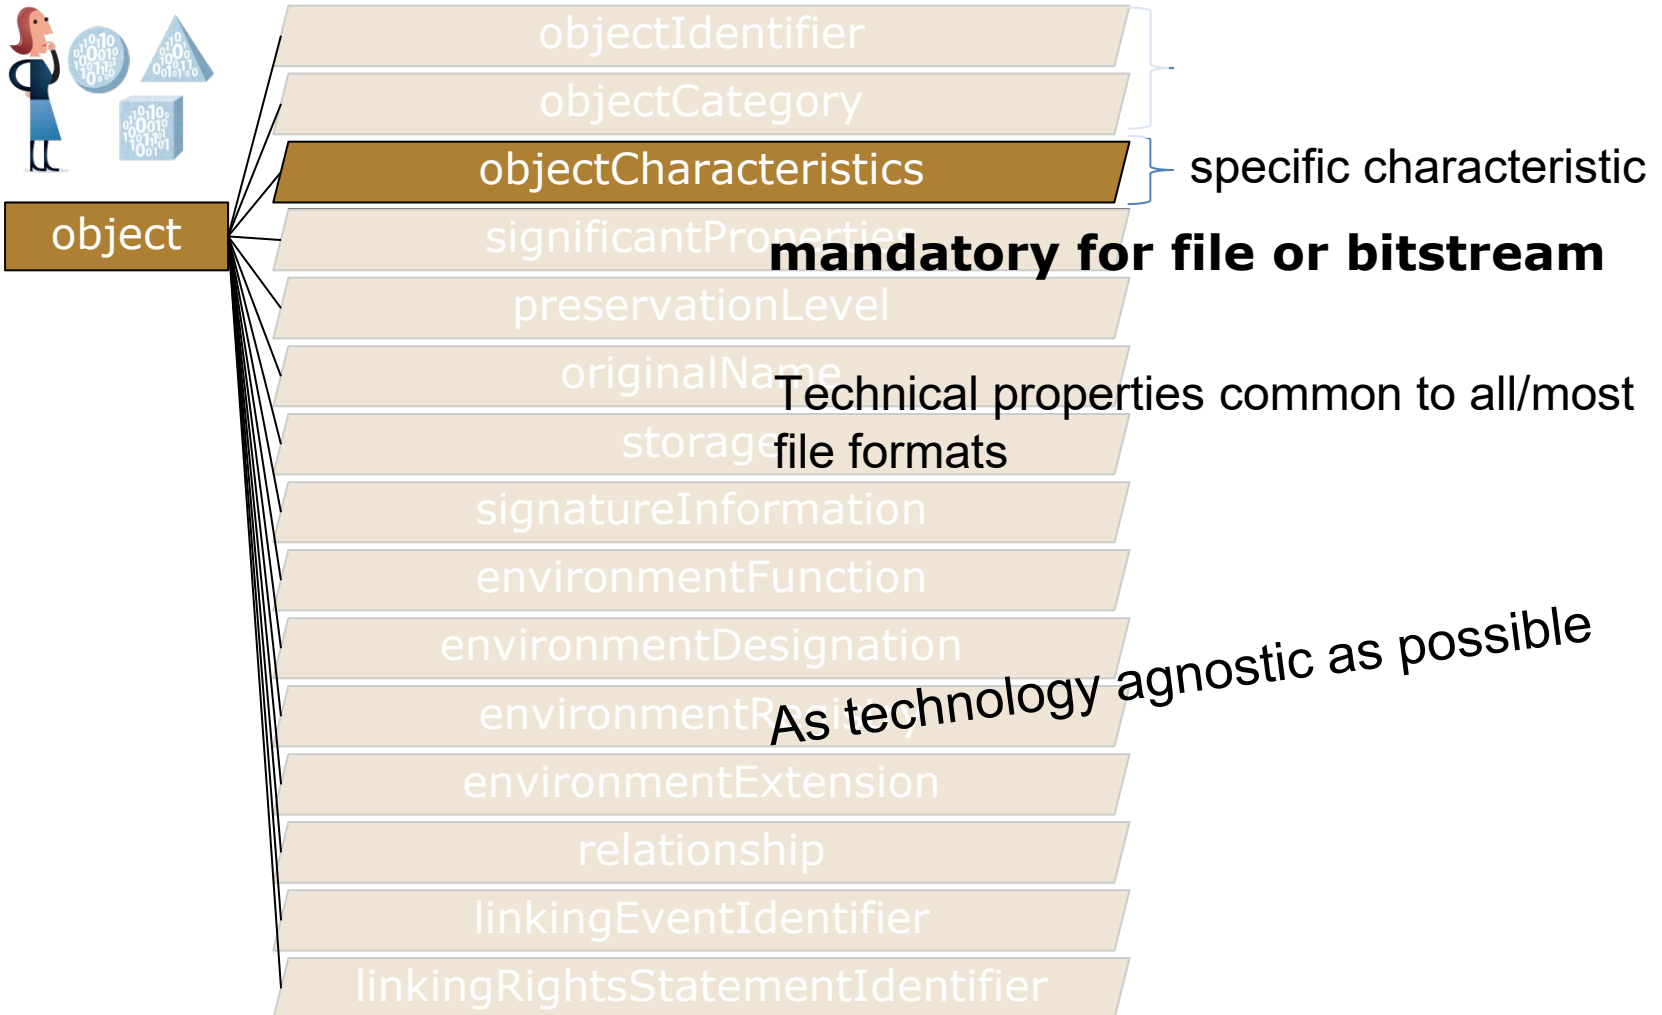 objectIdentifier
objectCategory
objectCharacteristics
specific characteristic
object
significantProperties
mandatory for file or bitstream
preservationLevel
originalName
Technical properties common to all/most
storage
file formats
signatureInformation
environmentFunction
environmentDesignation
As technology agnostic as possible
environmentRegistry
environmentExtension
relationship
linkingEventIdentifier
linkingRightsStatementIdentifier